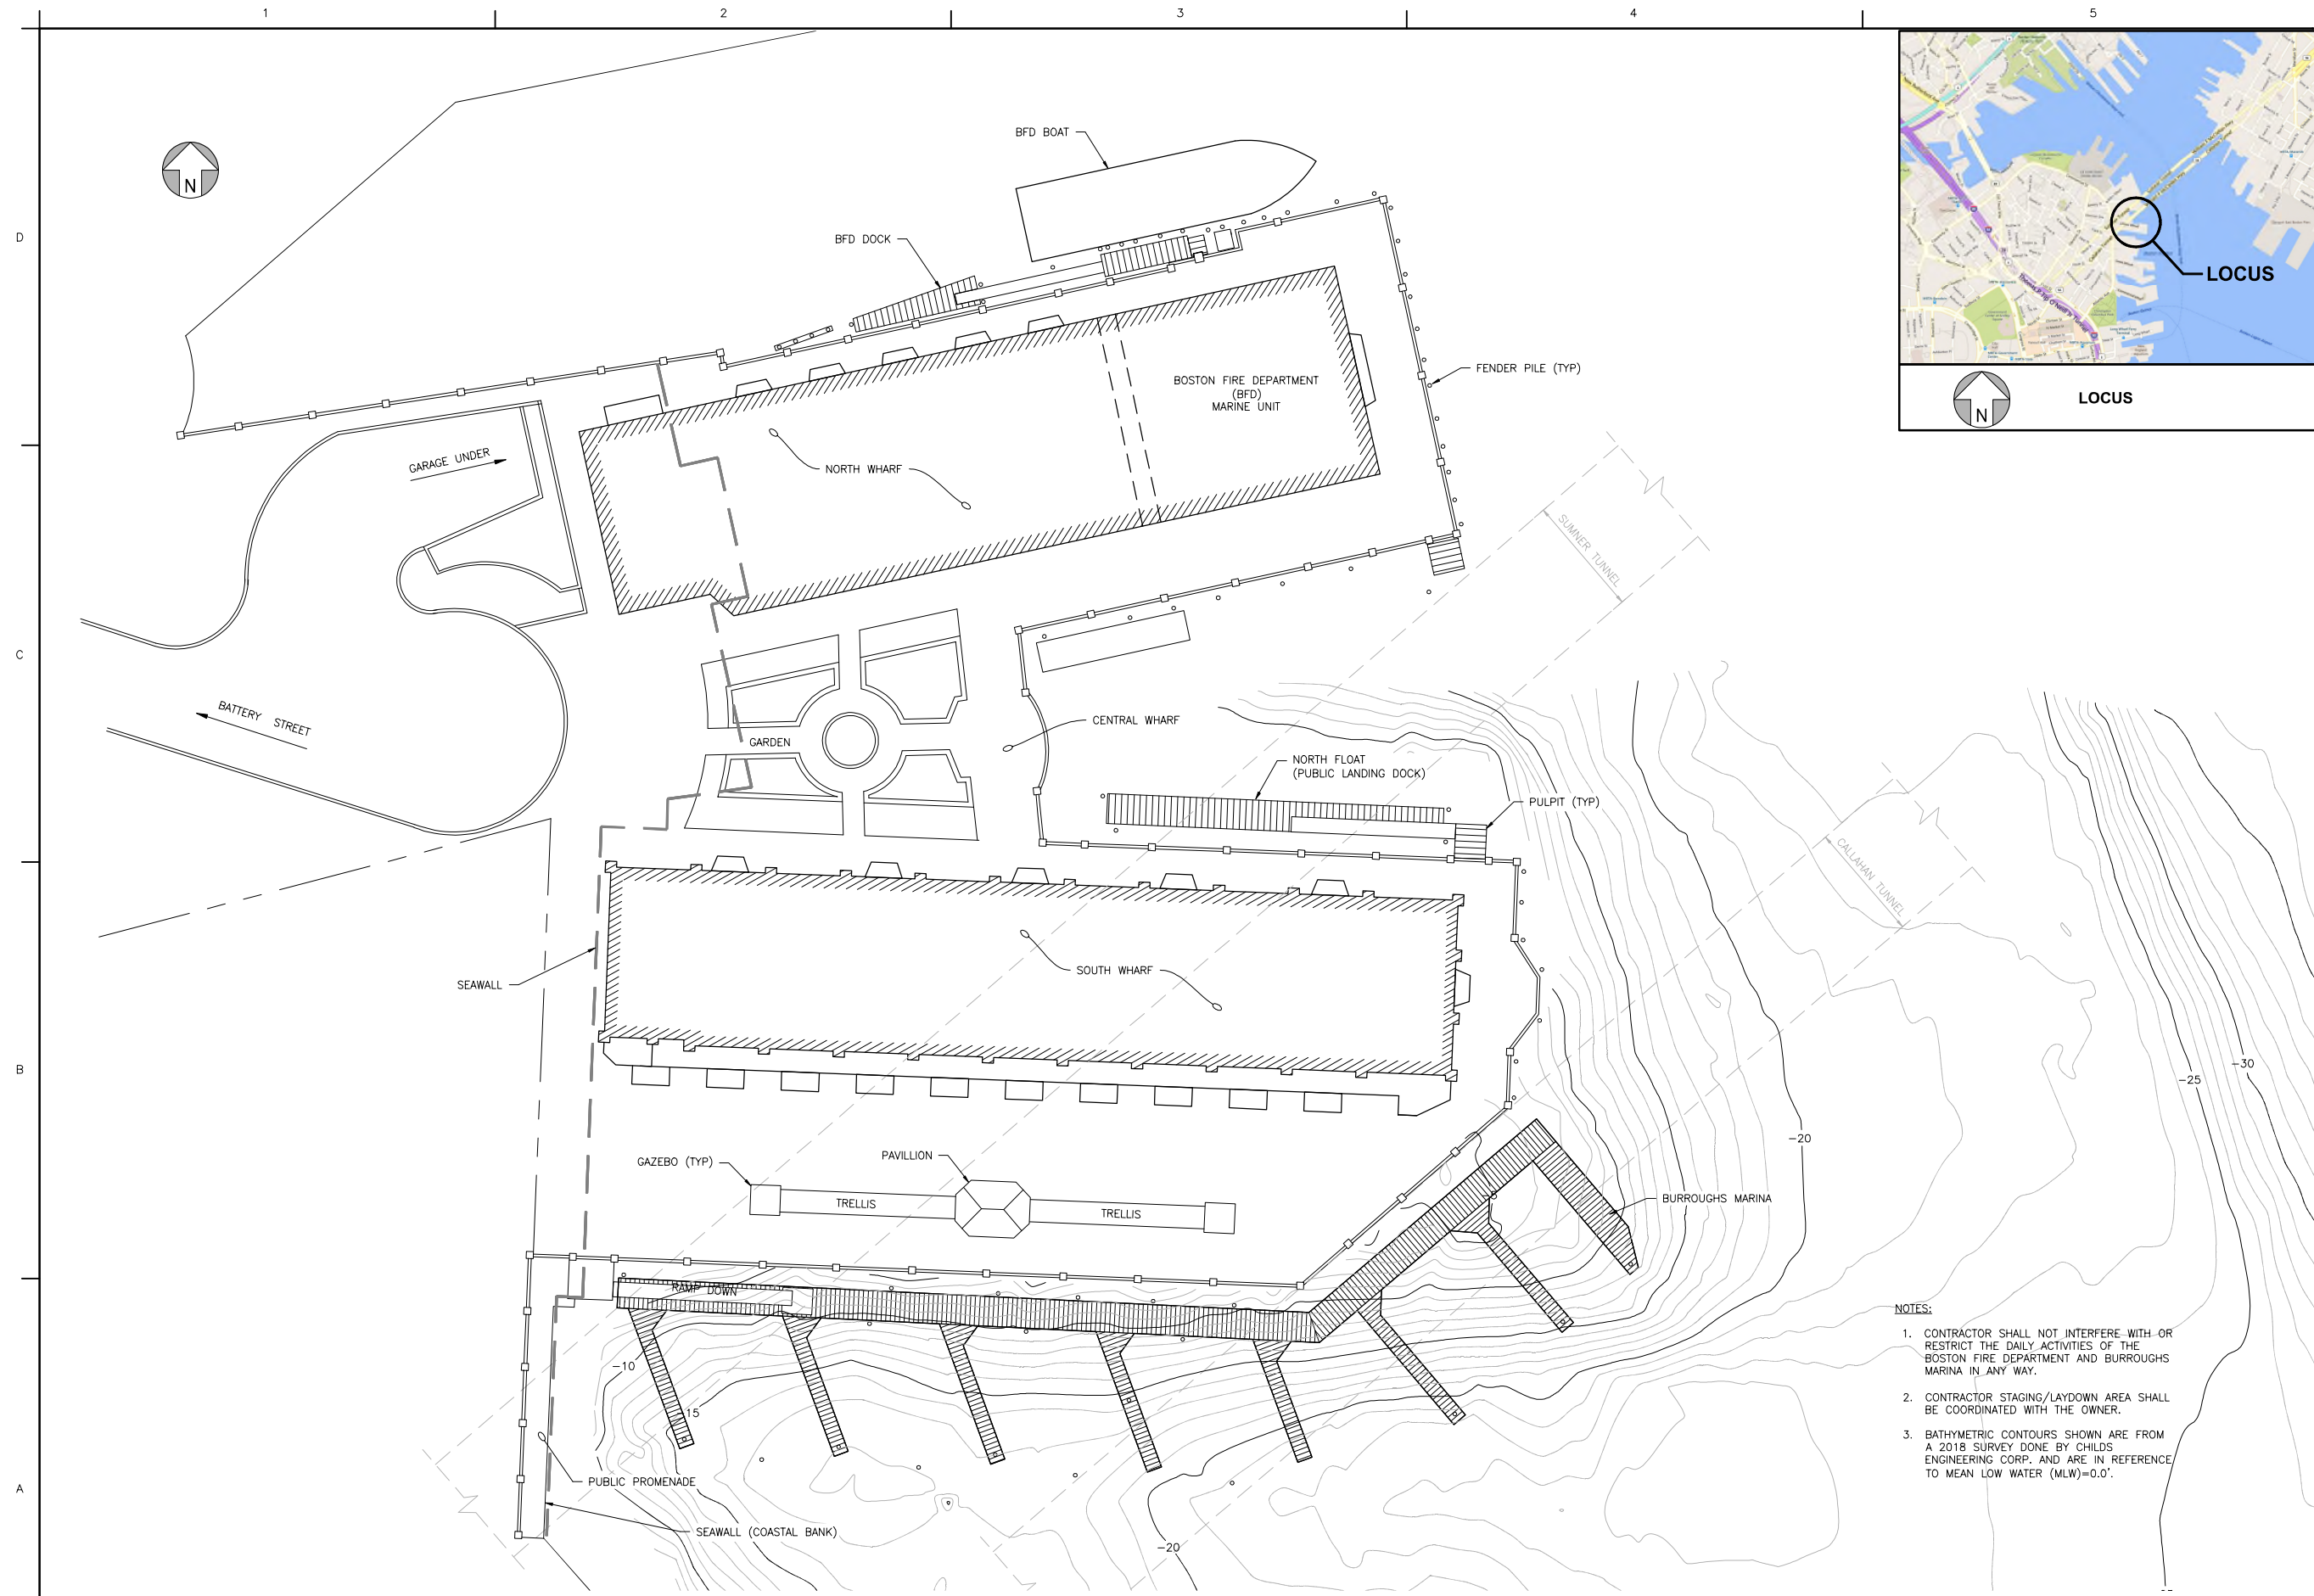 1
2
3
4
5
D
C
B
A
N
BFD BOAT
BFD DOCK
BOSTON FIRE DEPARTMENT
(BFD)
MARINE UNIT
FENDER PILE (TYP)
LOCUS
N
LOCUS
GARAGE UNDER
NORTH WHARF
SUMNER TUNNEL
BATTERY STREET
GARDEN
CENTRAL WHARF
NORTH FLOAT
(PUBLIC LANDING DOCK)
PULPIT (TYP)
CALLAHAN TUNNEL
SEAWALL
SOUTH WHARF
-25
-30
-20
GAZEBO (TYP)
PAVILLION
TRELLIS
TRELLIS
BURROUGHS MARINA
RAMP DOWN
-10
15
PUBLIC PROMENADE
SEAWALL (COASTAL BANK)
-20
NOTES:
1. CONTRACTOR SHALL NOT INTERFERE WITH OR
RESTRICT THE DAILY ACTIVITIES OF THE
BOSTON FIRE DEPARTMENT AND BURROUGHS
MARINA IN ANY WAY.
2. CONTRACTOR STAGING/LAYDOWN AREA SHALL
BE COORDINATED WITH THE OWNER.
3. BATHYMETRIC CONTOURS SHOWN ARE FROM
A 2018 SURVEY DONE BY CHILDS
ENGINEERING CORP. AND ARE IN REFERENCE
TO MEAN LOW WATER (MLW)=0.0'.